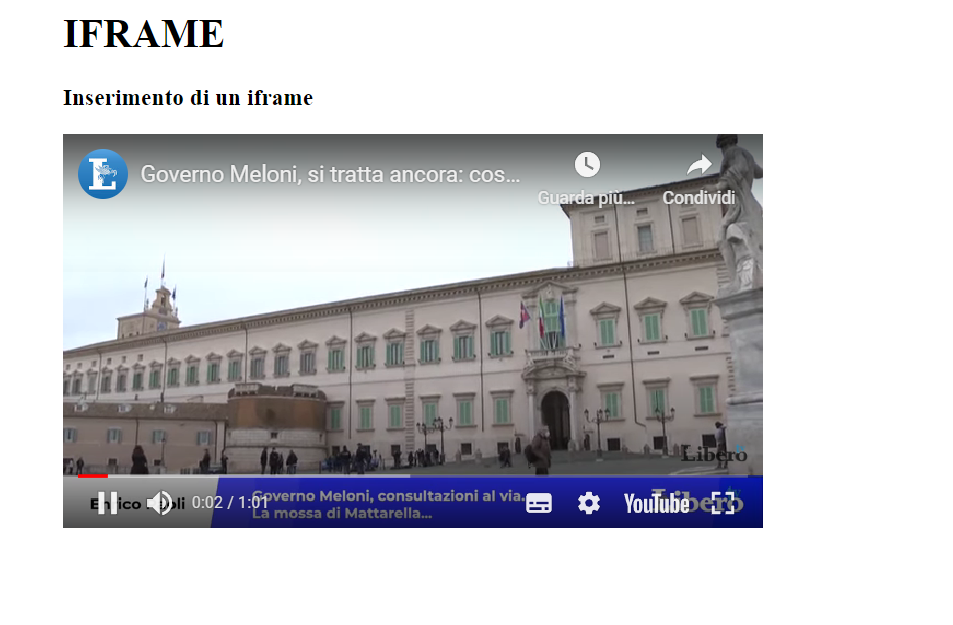 IFRAME
Inserimento di un iframe
L
Governo Meloni, si tratta ancora: cos...
Guarda più...
Condividi
Libero
Governo Meloni, consultazioni al via.
La mossa di Mattarella...
0:02 / 1:01
YouTube
Libero